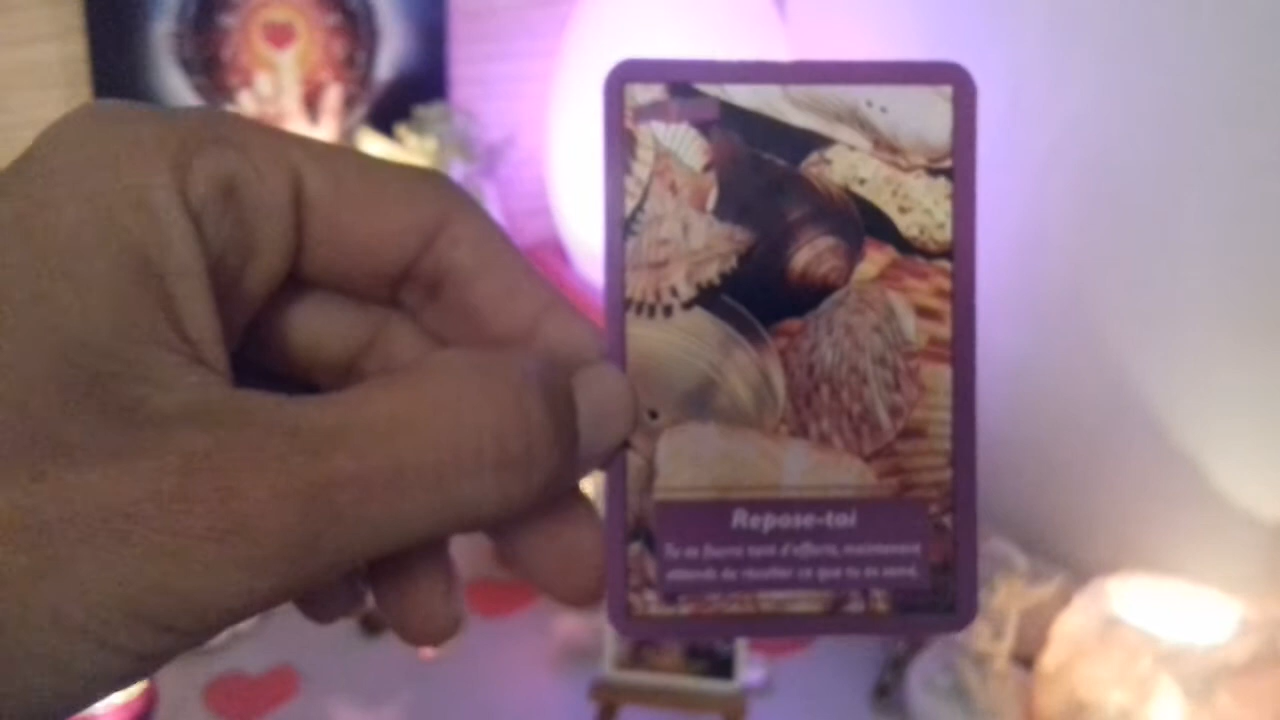 Repose-toi
Tu as fourni tant d'efforts, maintenant
attends de récolter ce que tu as semé.